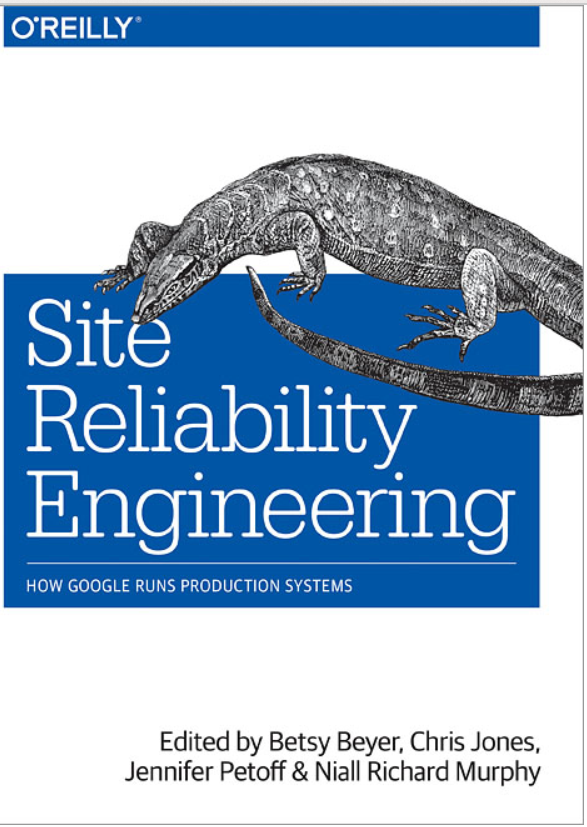 O'REILLY®
Site
Reliability
Engineering
HOW GOOGLE RUNS PRODUCTION SYSTEMS
Edited by Betsy Beyer, Chris Jones,
Jennifer Petoff & Niall Richard Murphy